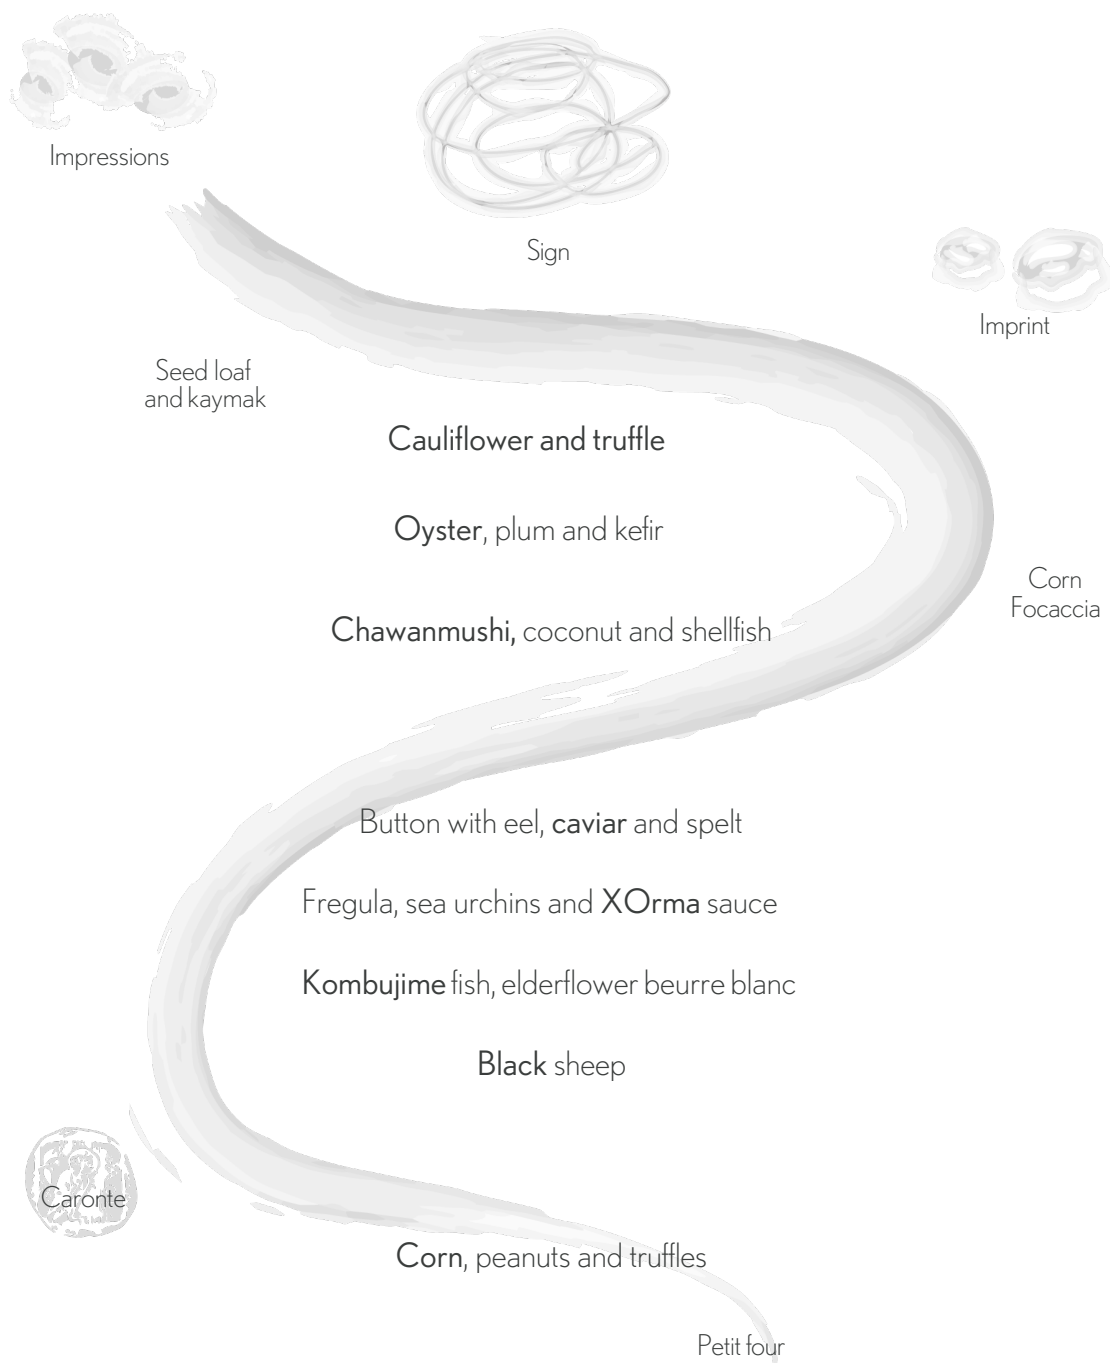 Impressions
Sign
Imprint
Seed loaf
and kaymak
Cauliflower and truffle
Oyster, plum and kefir
Corn
Focaccia
Chawanmushi, coconut and shellfish
Button with eel, caviar and spelt
Fregula, sea urchins and XOrma sauce
Kombujime fish, elderflower beurre blanc
Black sheep
Caronte
Corn, peanuts and truffles
Petit four